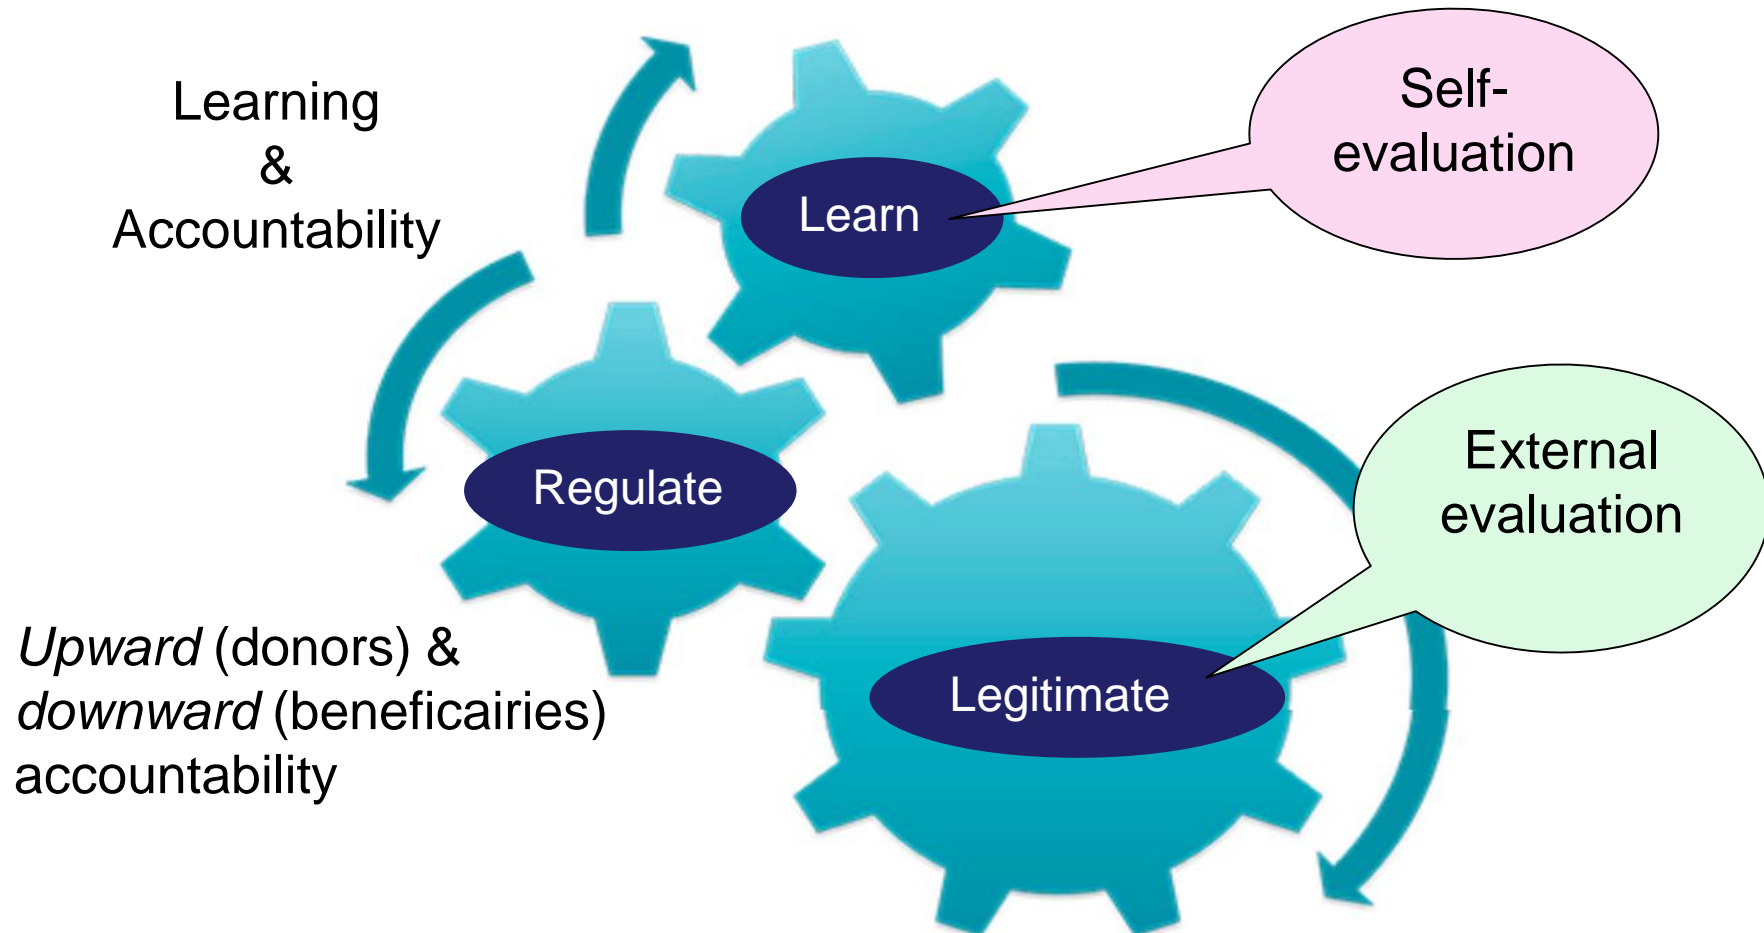 Learning
&
Accountability
Learn
Self-
evaluation
Regulate
External
evaluation
Legitimate
Upward (donors) &
downward (beneficairies)
accountability